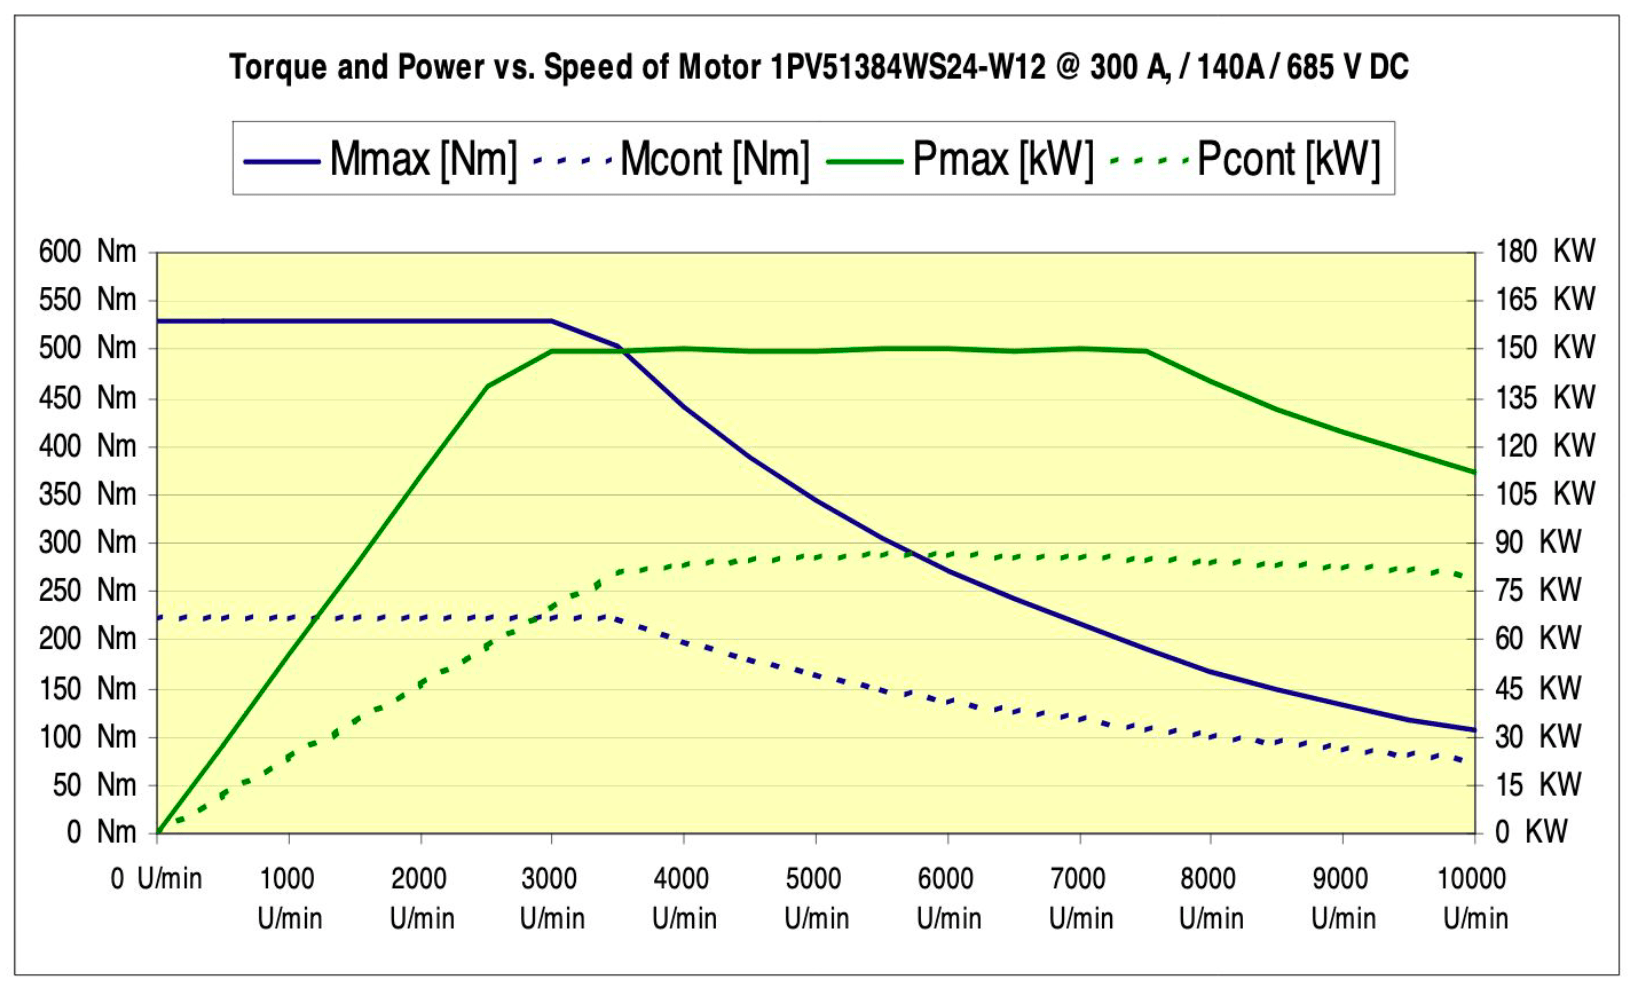 Torque and Power vs. Speed of Motor 1PV51384WS24-W12 @ 300 A, / 140A / 685 V DC
Mmax [Nm] Mcont [Nm] Pmax [kW] Pcont [kW]
600 Nm 180 KW
550 Nm 165 KW
500 Nm 150 KW
450 Nm 135 KW
400 Nm 120 KW
350 Nm 105 KW
300 Nm 90 KW
250 Nm 75 KW
200 Nm 60 KW
150 Nm 45 KW
100 Nm 30 KW
50 Nm 15 KW
0 Nm 0 KW
0 U/min 1000 2000 3000 4000 5000 6000 7000 8000 9000 10000
U/min U/min U/min U/min U/min U/min U/min U/min U/min U/min